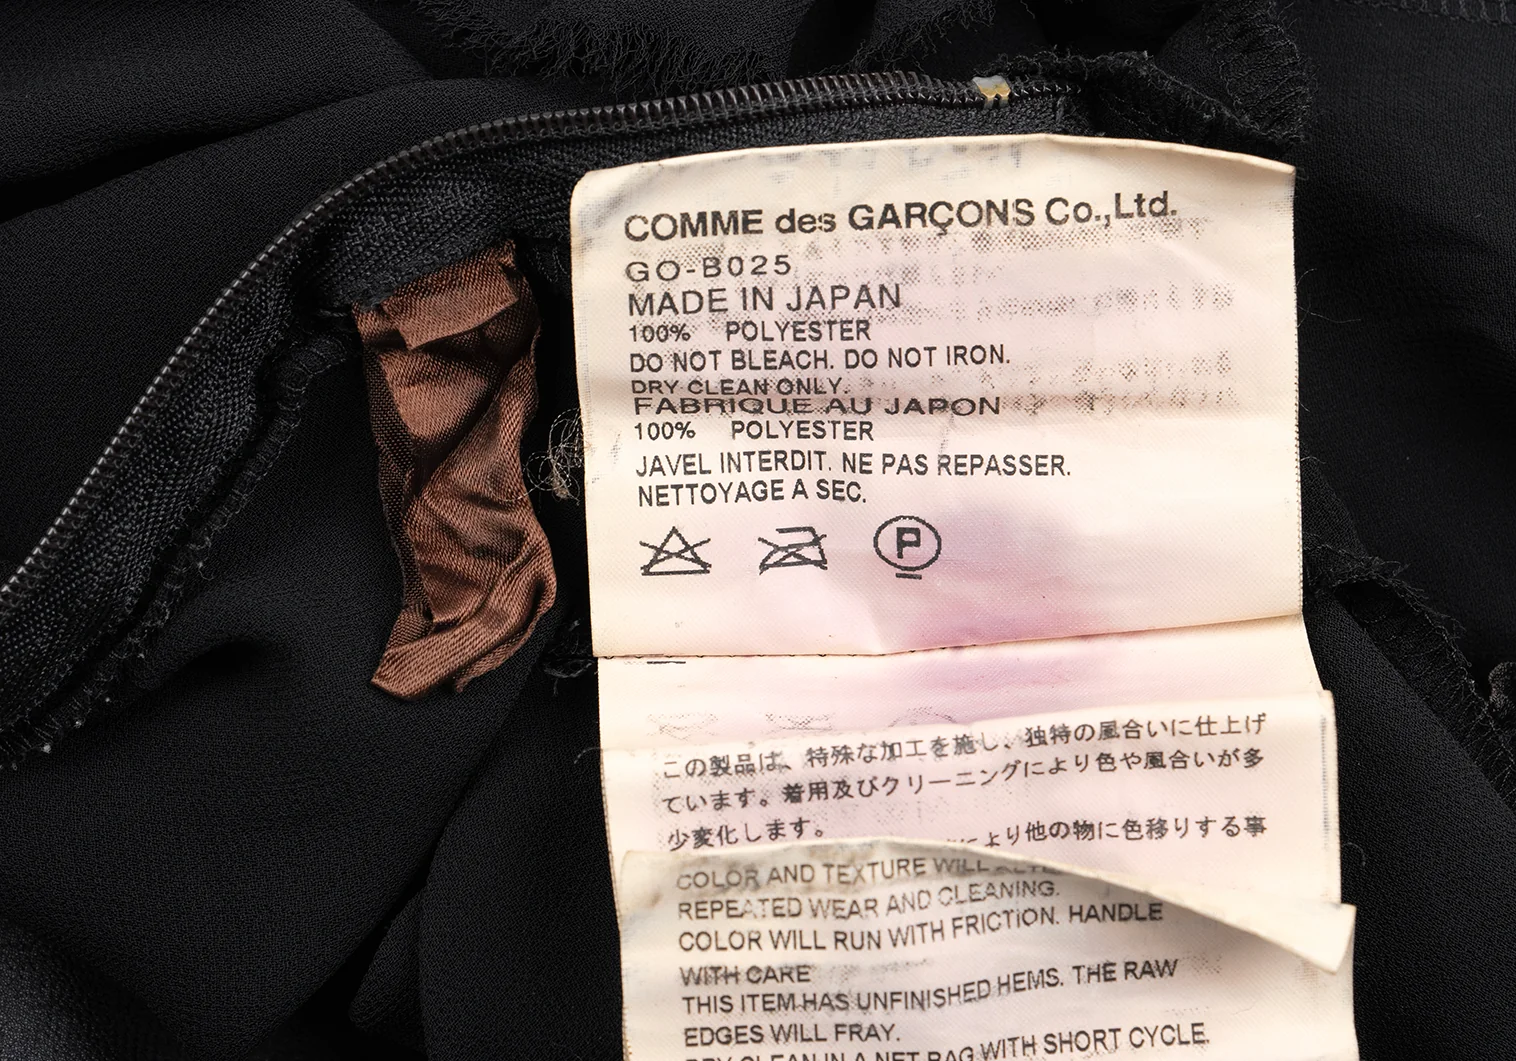 COMME des GARÇONS Co.,Ltd.
GO-B025
MADE IN JAPAN
100% POLYESTER
DO NOT BLEACH. DO NOT IRON.
DRY CLEAN ONLY.
FABRIQUE AU JAPON
100% POLYESTER
JAVEL INTERDIT. NE PAS REPASSER.
NETTOYAGE A SEC.
P
この製品は、特殊な加工を施し、独特の風合いに仕上げ
ています。着用及びクリーニングにより色や風合いが多
少変化します。
により他の物に色移りする事
COLOR AND TEXTURE WILL
REPEATED WEAR AND CLEANING.
COLOR WILL RUN WITH FRICTION. HANDLE
WITH CARE
THIS ITEM HAS UNFINISHED HEMS. THE RAW
EDGES WILL FRAY.
DRY CLEAN IN A NET BAG WITH SHORT CYCLE.